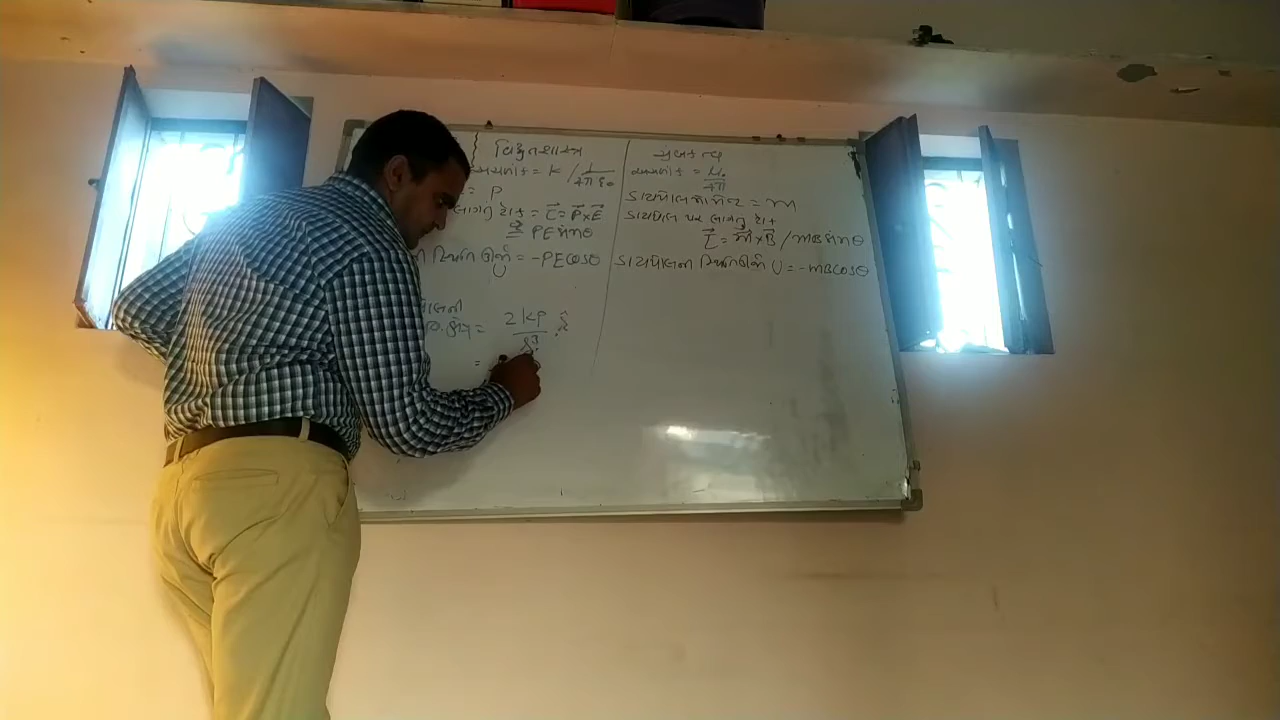 વિદ્યુતશાસ્ત્ર
અચળાંક = K / 1/4πε₀
= P
લાગતું ટોર્ક = τ⃗ = P⃗×E⃗
= PE sinθ
સ્થિતિઊર્જા U = -PE cosθ
= 2kp/r³ · r̂
=
ચુંબકત્વ
અચળાંક = μ₀/4π
ડાયપોલ મોમેન્ટ = m
ડાયપોલ પર લાગતું ટોર્ક
τ⃗ = m⃗×B⃗ / mB sinθ
ડાયપોલની સ્થિતિઊર્જા U = -mB cosθ